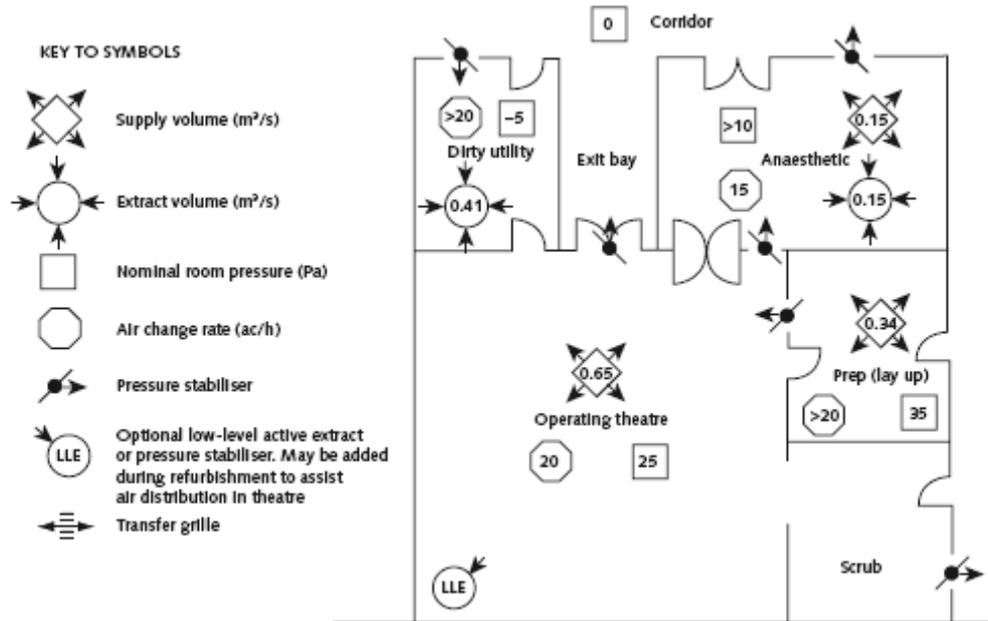 0 Corridor
KEY TO SYMBOLS
Supply volume (m³/s)
>20 -5
>10 0.15
Dirty utility
Exit bay
Anaesthetic
Extract volume (m³/s)
0.41
15 0.15
Nominal room pressure (Pa)
Air change rate (ac/h)
0.34
Pressure stabiliser
0.65
Prep (lay up)
Operating theatre
>20 35
LLE
Optional low-level active extract
or pressure stabiliser. May be added
during refurbishment to assist
air distribution in theatre
20 25
Transfer grille
Scrub
LLE